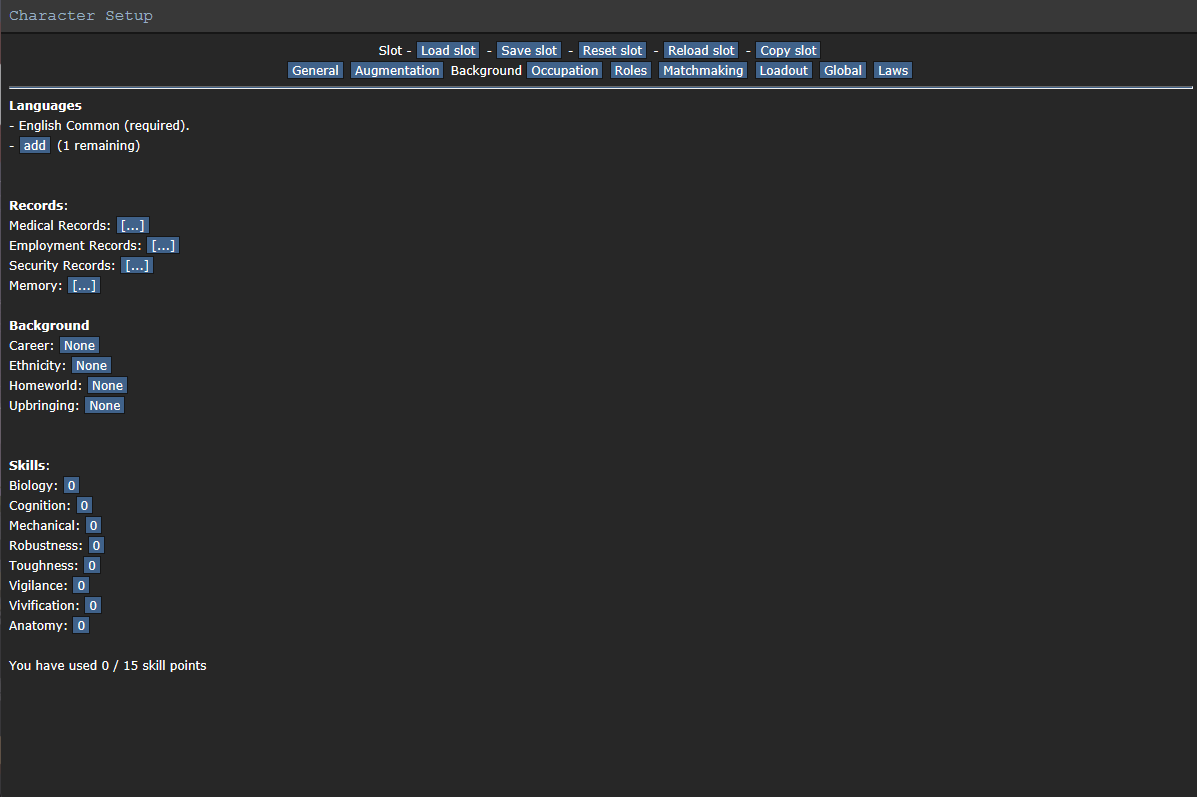 Character Setup
Slot - Load slot - Save slot - Reset slot - Reload slot - Copy slot
General Augmentation Background Occupation Roles Matchmaking Loadout Global Laws
Languages
- English Common (required).
- add (1 remaining)
Records:
Medical Records: [...]
Employment Records: [...]
Security Records: [...]
Memory: [...]
Background
Career: None
Ethnicity: None
Homeworld: None
Upbringing: None
Skills:
Biology: 0
Cognition: 0
Mechanical: 0
Robustness: 0
Toughness: 0
Vigilance: 0
Vivification: 0
Anatomy: 0
You have used 0 / 15 skill points